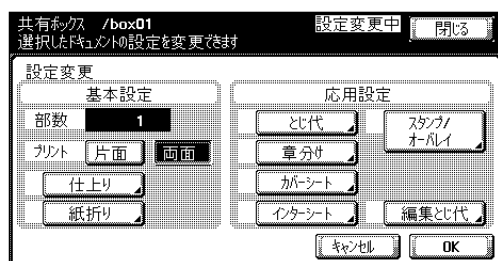 共有ボックス /box01
設定変更中 閉じる
選択したドキュメントの設定を変更できます
設定変更
基本設定
部数 1
プリント 片面 両面
仕上り
紙折り
応用設定
とじ代 スタンプ/
オーバレイ
章分け
カバーシート
インターシート 編集とじ代
キャンセル OK